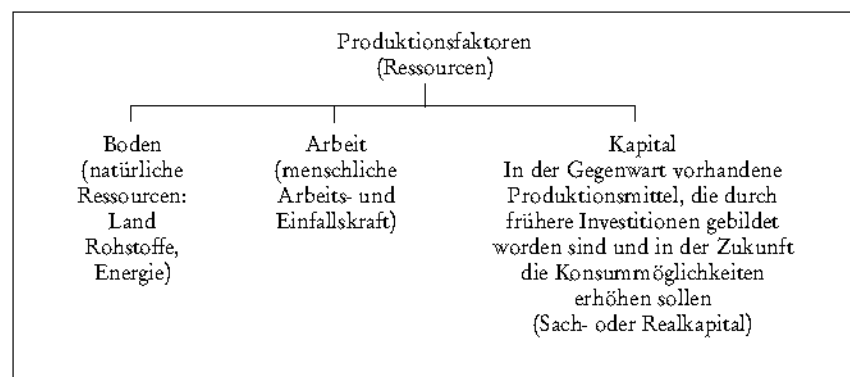 Produktionsfaktoren
(Ressourcen)
Boden
(natürliche
Ressourcen:
Land
Rohstoffe,
Energie)
Arbeit
(menschliche
Arbeits- und
Einfallskraft)
Kapital
In der Gegenwart vorhandene
Produktionsmittel, die durch
frühere Investitionen gebildet
worden sind und in der Zukunft
die Konsummöglichkeiten
erhöhen sollen
(Sach- oder Realkapital)